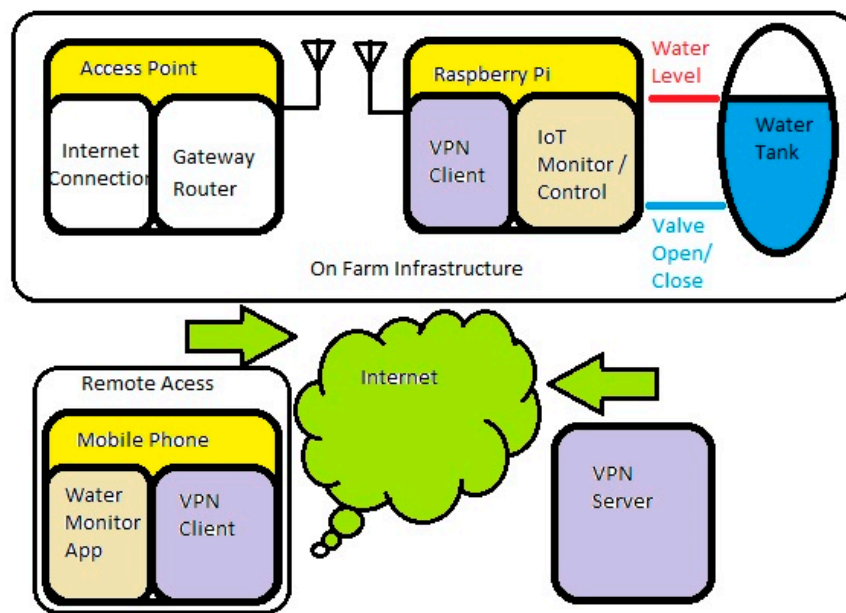 Access Point
Internet
Connection
Gateway
Router
Raspberry Pi
VPN
Client
IoT
Monitor /
Control
Water
Level
Valve
Open/
Close
Water
Tank
On Farm Infrastructure
Remote Acess
Mobile Phone
Water
Monitor
App
VPN
Client
Internet
VPN
Server